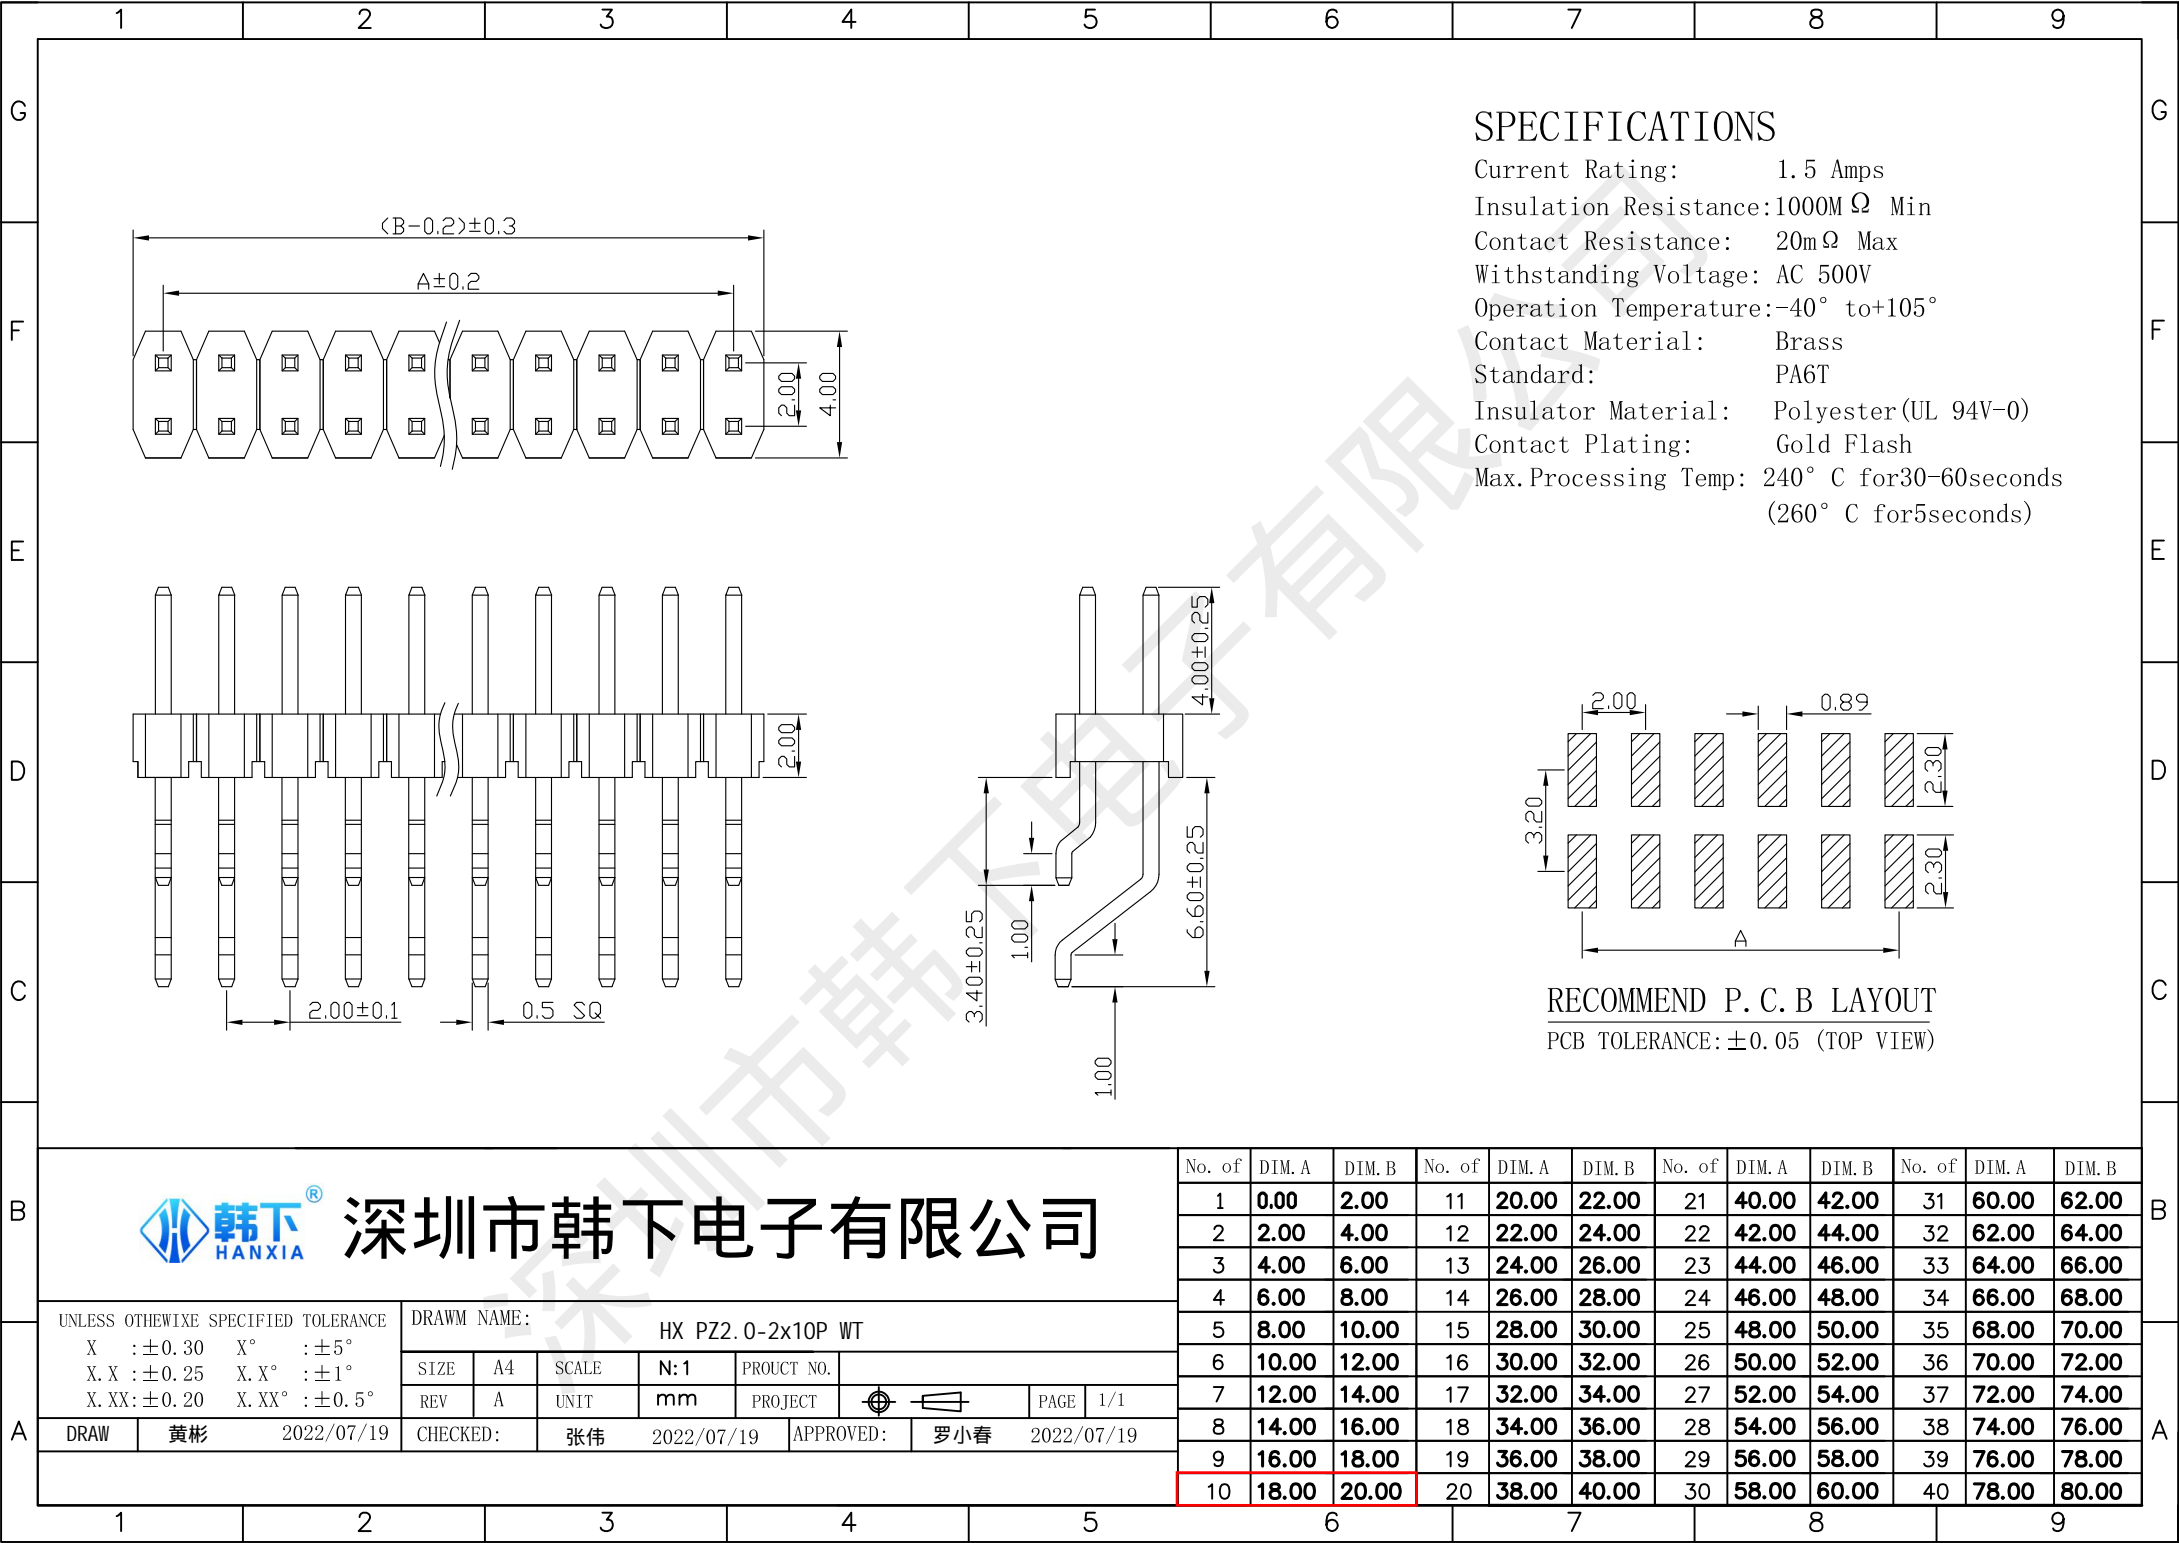 1 2 3 4 5 6 7 8 9
G G
F F
E E
D D
C C
B B
A A
SPECIFICATIONS
Current Rating: 1.5 Amps
Insulation Resistance:1000MΩ Min
Contact Resistance: 20mΩ Max
Withstanding Voltage: AC 500V
Operation Temperature:-40° to+105°
Contact Material: Brass
Standard: PA6T
Insulator Material: Polyester(UL 94V-0)
Contact Plating: Gold Flash
Max.Processing Temp: 240°C for30-60seconds
(260°C for5seconds)
(B-0.2)±0.3
A±0.2
2.00
4.00
2.00
2.00±0.1
0.5 SQ
4.00±0.25
6.60±0.25
3.40±0.25
1.00
1.00
2.00
0.89
2.30
3.20
2.30
A
RECOMMEND P.C.B LAYOUT
PCB TOLERANCE:±0.05 (TOP VIEW)
深圳市韩下电子有限公司
韩下®
HANXIA
深圳市韩下电子有限公司
UNLESS OTHEWIXE SPECIFIED TOLERANCE
X :±0.30 X° :±5°
X.X :±0.25 X.X° :±1°
X.XX:±0.20 X.XX° :±0.5°
DRAWM NAME:
HX PZ2.0-2x10P WT
SIZE A4 SCALE N:1 PROUCT NO.
REV A UNIT mm PROJECT PAGE 1/1
DRAW 黄彬 2022/07/19 CHECKED: 张伟 2022/07/19 APPROVED: 罗小春 2022/07/19
No. of DIM.A DIM.B No. of DIM.A DIM.B No. of DIM.A DIM.B No. of DIM.A DIM.B
1 0.00 2.00 11 20.00 22.00 21 40.00 42.00 31 60.00 62.00
2 2.00 4.00 12 22.00 24.00 22 42.00 44.00 32 62.00 64.00
3 4.00 6.00 13 24.00 26.00 23 44.00 46.00 33 64.00 66.00
4 6.00 8.00 14 26.00 28.00 24 46.00 48.00 34 66.00 68.00
5 8.00 10.00 15 28.00 30.00 25 48.00 50.00 35 68.00 70.00
6 10.00 12.00 16 30.00 32.00 26 50.00 52.00 36 70.00 72.00
7 12.00 14.00 17 32.00 34.00 27 52.00 54.00 37 72.00 74.00
8 14.00 16.00 18 34.00 36.00 28 54.00 56.00 38 74.00 76.00
9 16.00 18.00 19 36.00 38.00 29 56.00 58.00 39 76.00 78.00
10 18.00 20.00 20 38.00 40.00 30 58.00 60.00 40 78.00 80.00
1 2 3 4 5 6 7 8 9